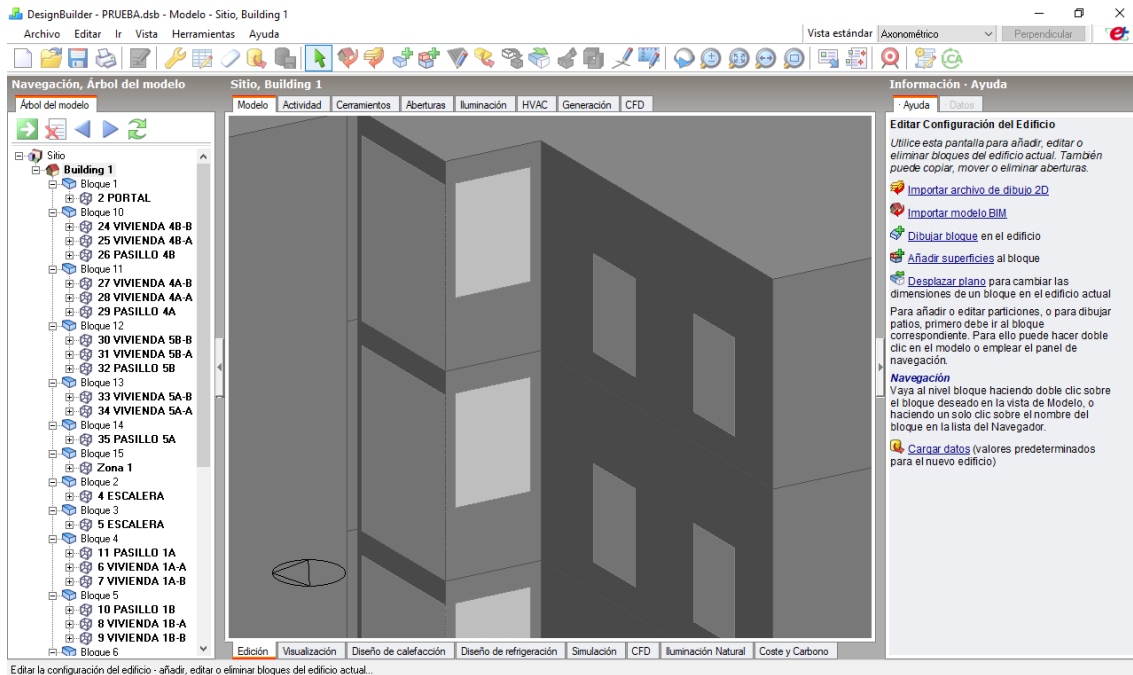 DesignBuilder - PRUEBA.dsb - Modelo - Sitio, Building 1
Archivo Editar Ir Vista Herramientas Ayuda
Vista estándar Axonométrico Perpendicular
LCA
Navegación, Árbol del modelo
Árbol del modelo
Sitio
Building 1
Bloque 1
2 PORTAL
Bloque 10
24 VIVIENDA 4B-B
25 VIVIENDA 4B-A
26 PASILLO 4B
Bloque 11
27 VIVIENDA 4A-B
28 VIVIENDA 4A-A
29 PASILLO 4A
Bloque 12
30 VIVIENDA 5B-B
31 VIVIENDA 5B-A
32 PASILLO 5B
Bloque 13
33 VIVIENDA 5A-B
34 VIVIENDA 5A-A
Bloque 14
35 PASILLO 5A
Bloque 15
Zona 1
Bloque 2
4 ESCALERA
Bloque 3
5 ESCALERA
Bloque 4
11 PASILLO 1A
6 VIVIENDA 1A-A
7 VIVIENDA 1A-B
Bloque 5
10 PASILLO 1B
8 VIVIENDA 1B-A
9 VIVIENDA 1B-B
Bloque 6
Sitio, Building 1
Modelo Actividad Cerramientos Aberturas Iluminación HVAC Generación CFD
Edición Visualización Diseño de calefacción Diseño de refrigeración Simulación CFD Iluminación Natural Coste y Carbono
Información - Ayuda
· Ayuda · Datos
Editar Configuración del Edificio
Utilice esta pantalla para añadir, editar o
eliminar bloques del edificio actual. También
puede copiar, mover o eliminar aberturas.
Importar archivo de dibujo 2D
Importar modelo BIM
Dibujar bloque en el edificio
Añadir superficies al bloque
Desplazar plano para cambiar las
dimensiones de un bloque en el edificio actual
Para añadir o editar particiones, o para dibujar
patios, primero debe ir al bloque
correspondiente. Para ello puede hacer doble
clic en el modelo o emplear el panel de
navegación.
Navegación
Vaya al nivel bloque haciendo doble clic sobre
el bloque deseado en la vista de Modelo, o
haciendo un solo clic sobre el nombre del
bloque en la lista del Navegador.
Cargar datos (valores predeterminados
para el nuevo edificio)
Editar la configuración del edificio - añadir, editar o eliminar bloques del edificio actual...